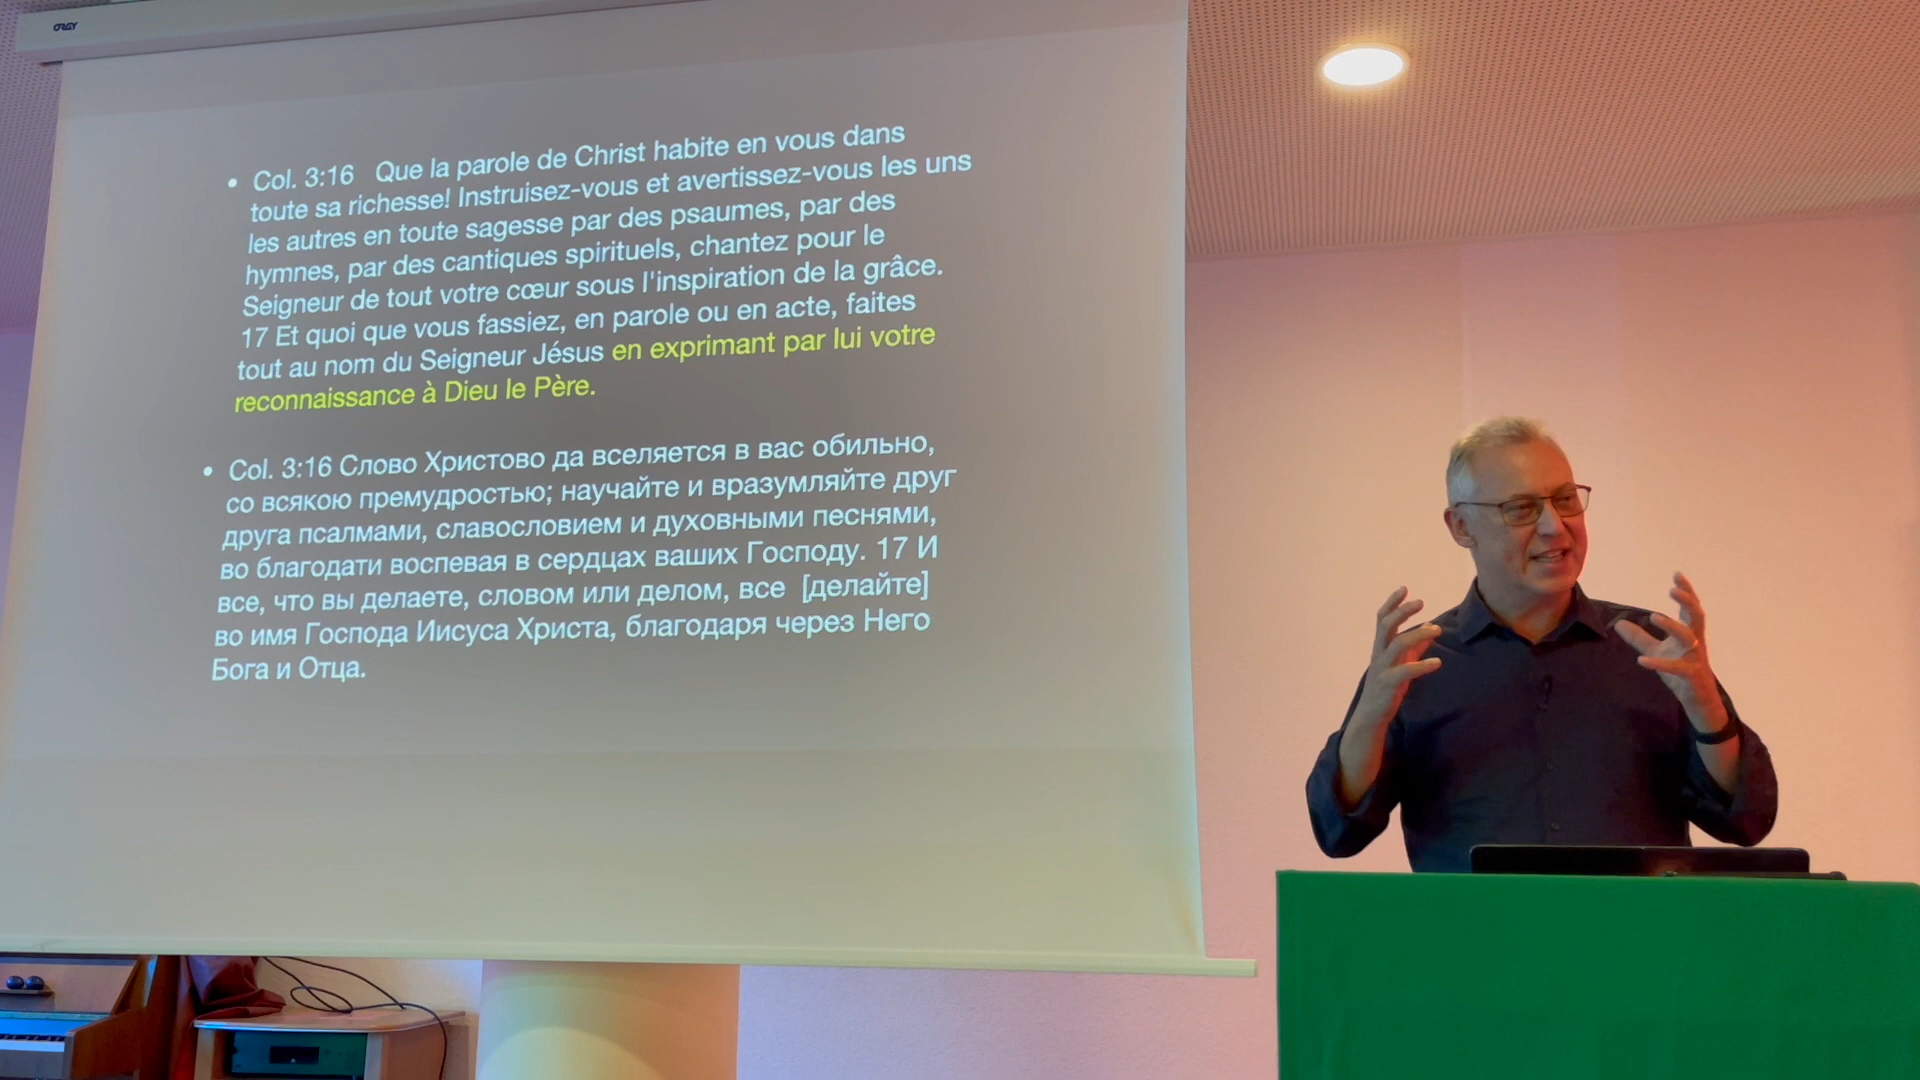 ORAY
• Col. 3:16 Que la parole de Christ habite en vous dans
toute sa richesse! Instruisez-vous et avertissez-vous les uns
les autres en toute sagesse par des psaumes, par des
hymnes, par des cantiques spirituels, chantez pour le
Seigneur de tout votre cœur sous l'inspiration de la grâce.
17 Et quoi que vous fassiez, en parole ou en acte, faites
tout au nom du Seigneur Jésus en exprimant par lui votre
reconnaissance à Dieu le Père.
• Col. 3:16 Слово Христово да вселяется в вас обильно,
со всякою премудростью; научайте и вразумляйте друг
друга псалмами, славословием и духовными песнями,
во благодати воспевая в сердцах ваших Господу. 17 И
все, что вы делаете, словом или делом, все [делайте]
во имя Господа Иисуса Христа, благодаря через Него
Бога и Отца.